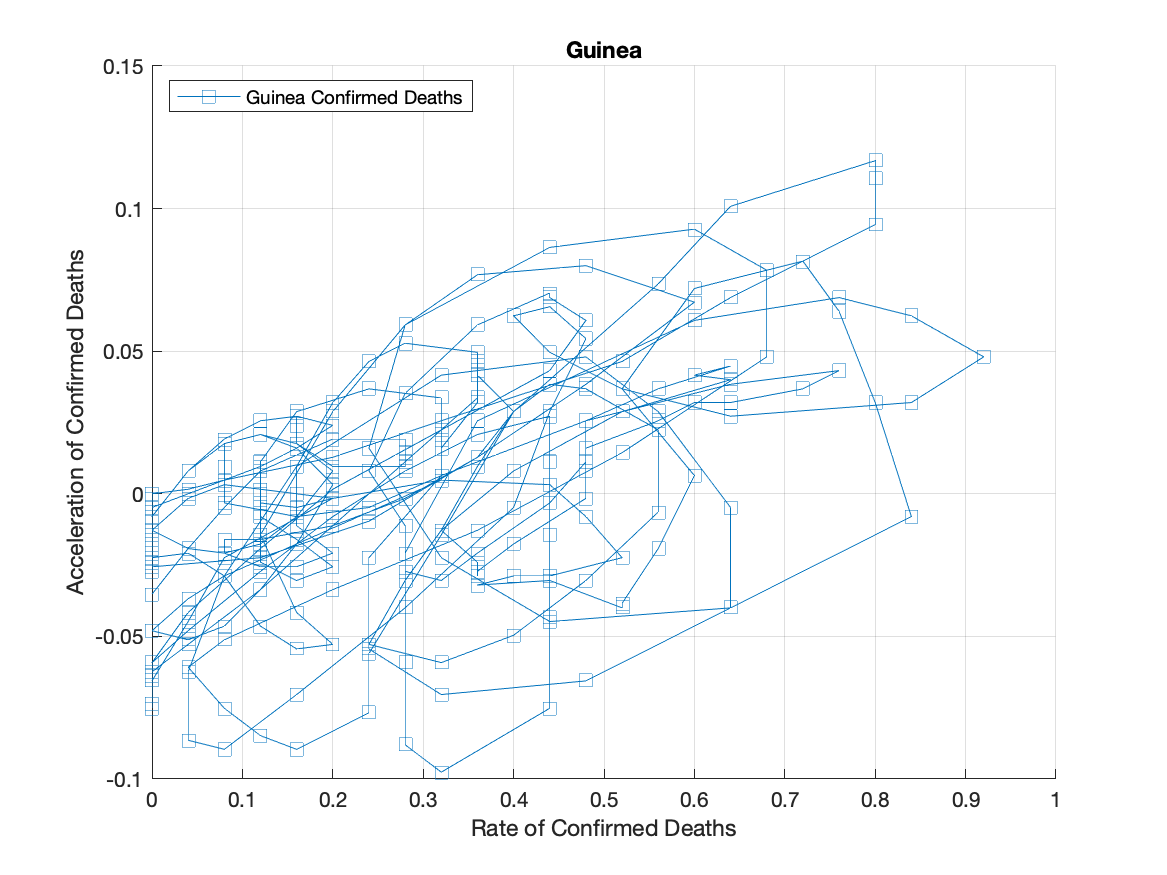 Guinea
Guinea Confirmed Deaths
Acceleration of Confirmed Deaths
0.15
0.1
0.05
0
-0.05
-0.1
0 0.1 0.2 0.3 0.4 0.5 0.6 0.7 0.8 0.9 1
Rate of Confirmed Deaths